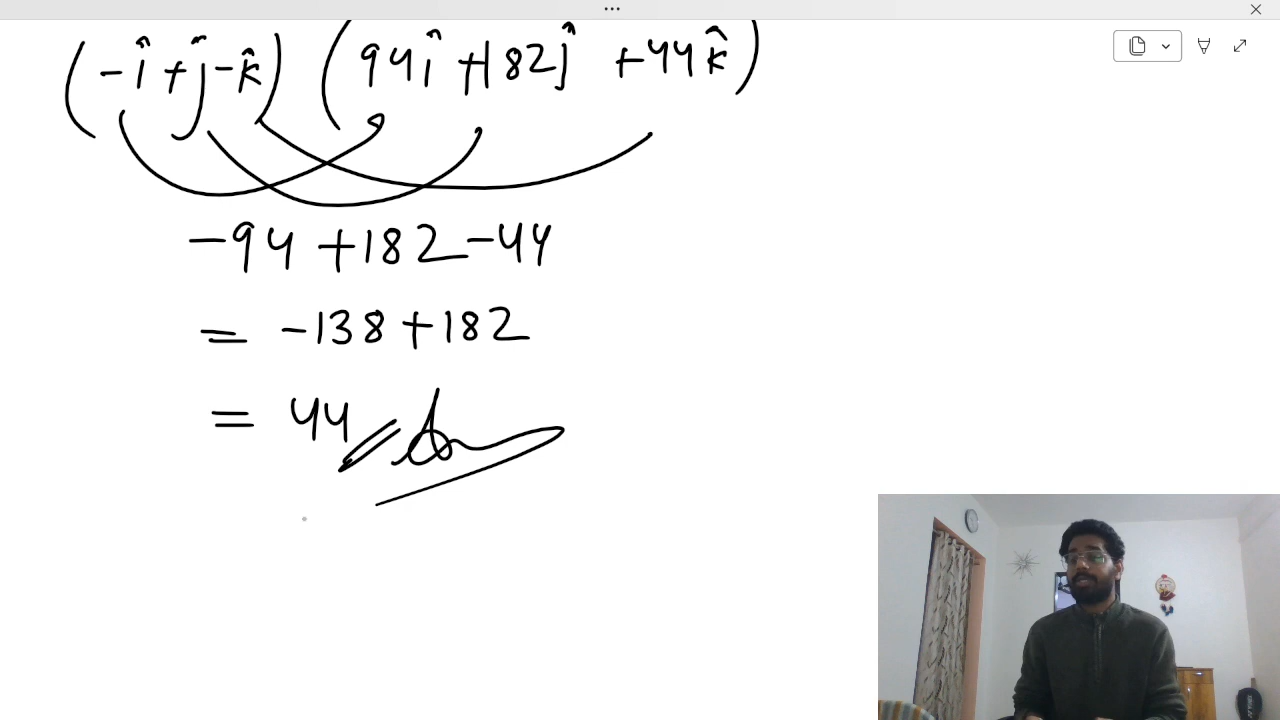 (-î + ĵ - k̂) (94î + 182ĵ + 44k̂)
-94 + 182 - 44
= -138 + 182
= 44